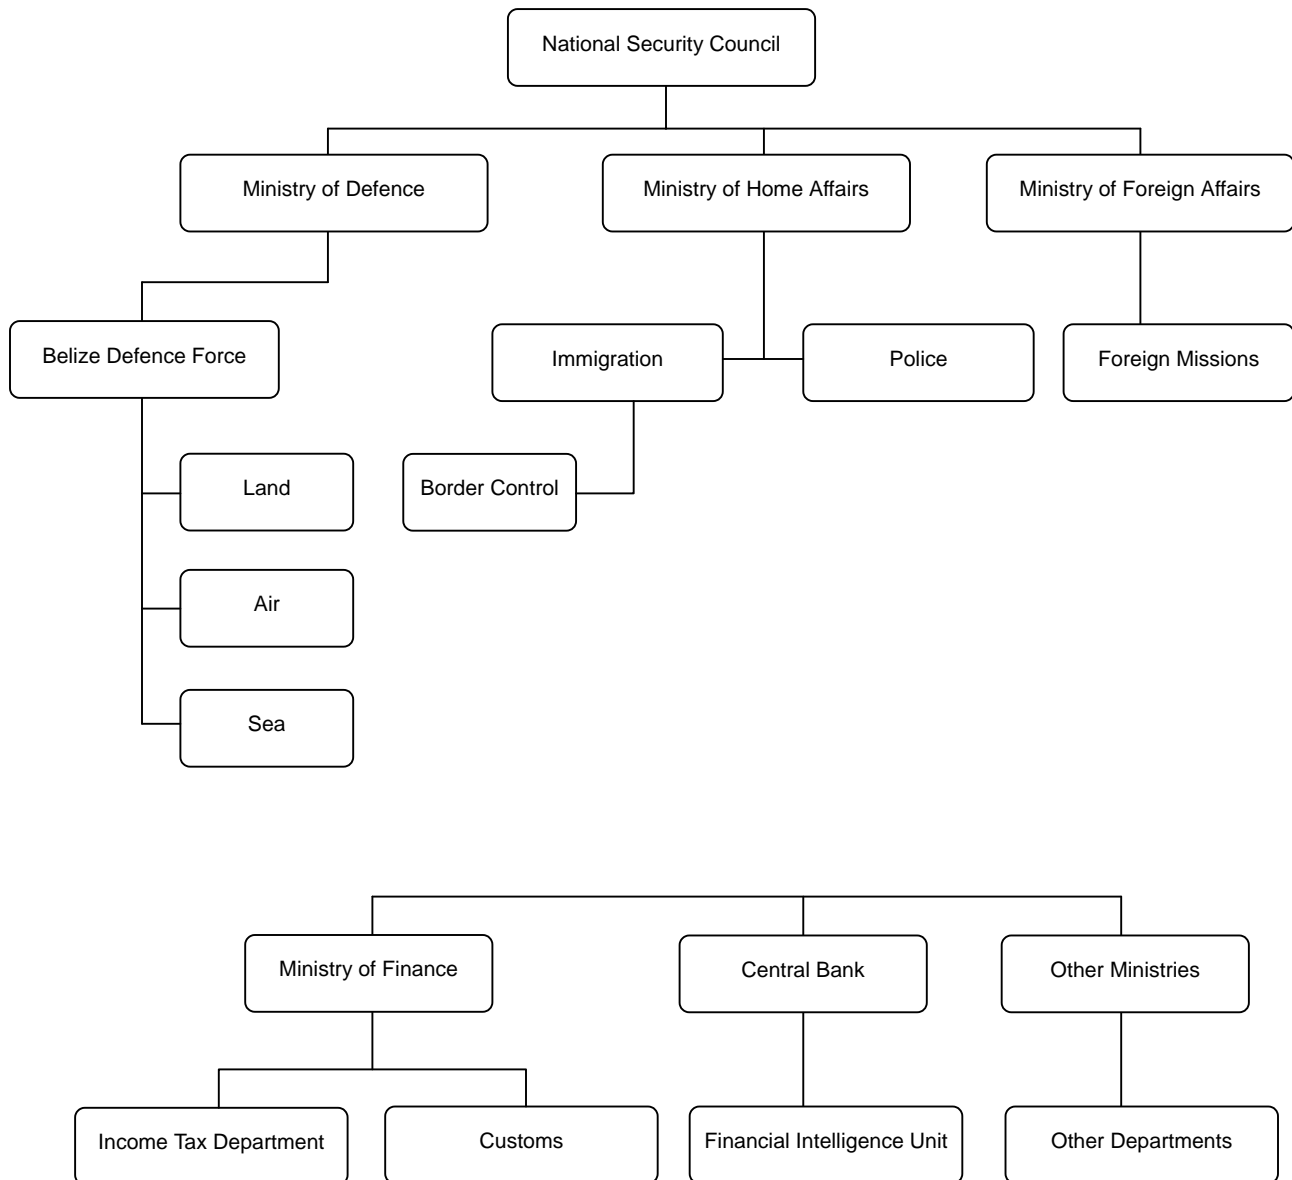 National Security Council
Ministry of Defence
Ministry of Home Affairs
Ministry of Foreign Affairs
Belize Defence Force
Immigration
Police
Foreign Missions
Land
Border Control
Air
Sea
Ministry of Finance
Central Bank
Other Ministries
Income Tax Department
Customs
Financial Intelligence Unit
Other Departments